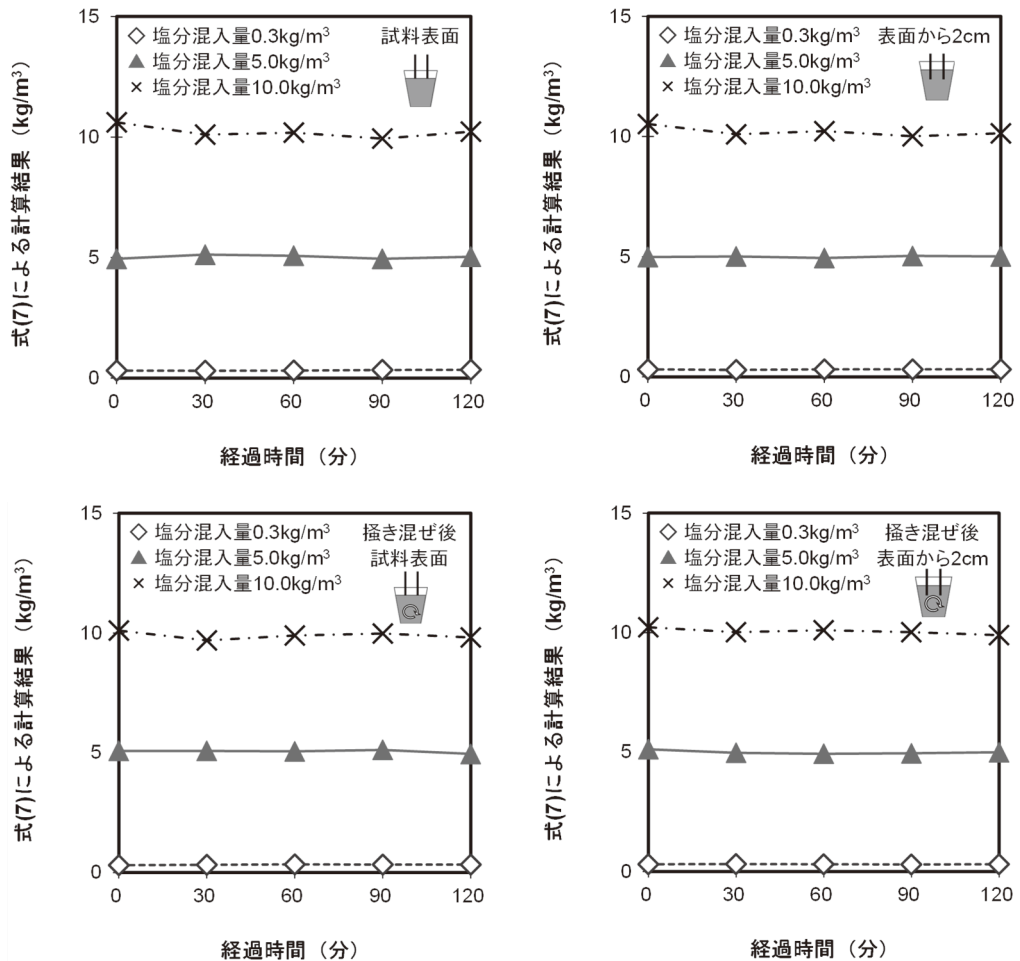 15
10
5
0
式(7)による計算結果（kg/m³）
◇ 塩分混入量0.3kg/m³
▲ 塩分混入量5.0kg/m³
× 塩分混入量10.0kg/m³
試料表面
0 30 60 90 120
経過時間（分）
15
10
5
0
式(7)による計算結果（kg/m³）
◇ 塩分混入量0.3kg/m³
▲ 塩分混入量5.0kg/m³
× 塩分混入量10.0kg/m³
表面から2cm
0 30 60 90 120
経過時間（分）
15
10
5
0
式(7)による計算結果（kg/m³）
◇ 塩分混入量0.3kg/m³
▲ 塩分混入量5.0kg/m³
× 塩分混入量10.0kg/m³
掻き混ぜ後
試料表面
0 30 60 90 120
経過時間（分）
15
10
5
0
式(7)による計算結果（kg/m³）
◇ 塩分混入量0.3kg/m³
▲ 塩分混入量5.0kg/m³
× 塩分混入量10.0kg/m³
掻き混ぜ後
表面から2cm
0 30 60 90 120
経過時間（分）